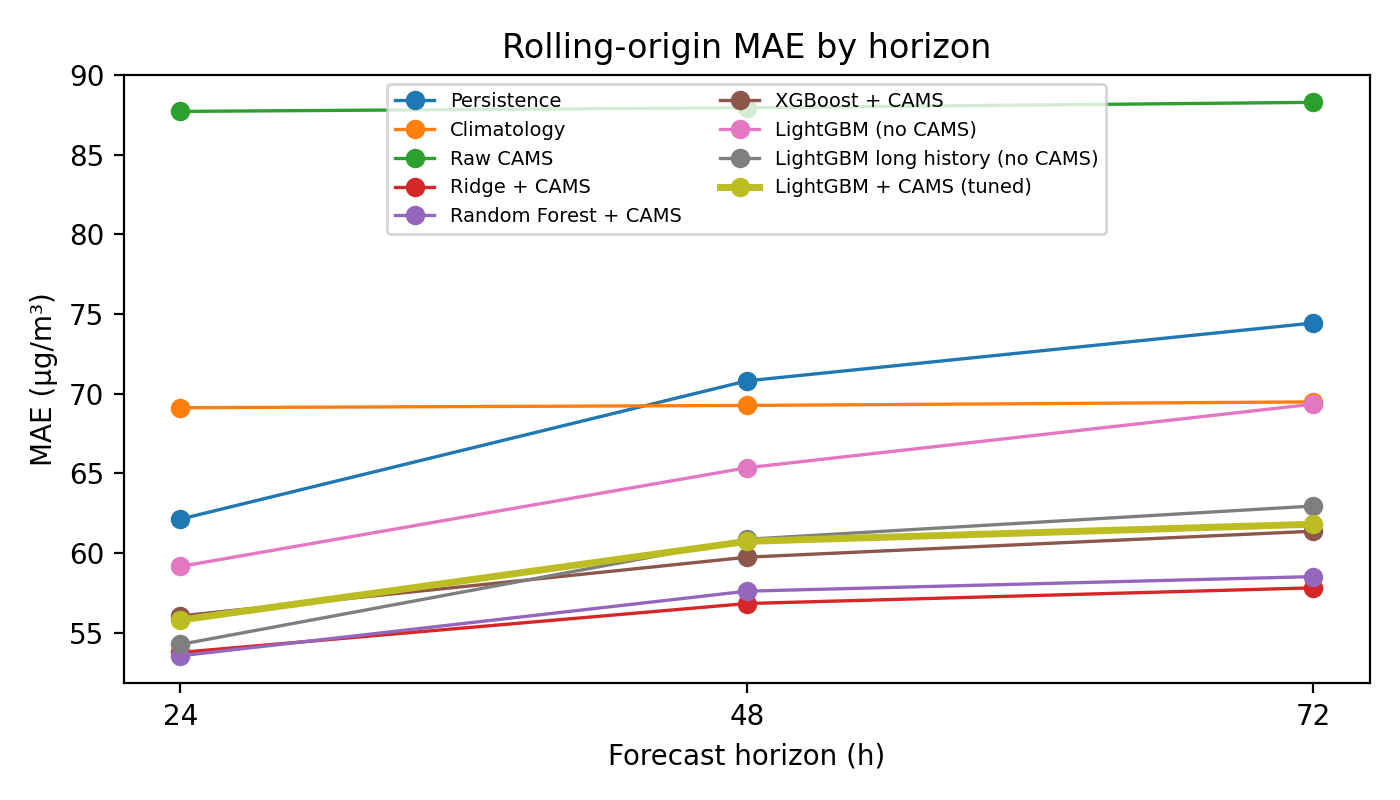 Rolling-origin MAE by horizon
MAE (µg/m³)
90
85
80
75
70
65
60
55
Persistence
Climatology
Raw CAMS
Ridge + CAMS
Random Forest + CAMS
XGBoost + CAMS
LightGBM (no CAMS)
LightGBM long history (no CAMS)
LightGBM + CAMS (tuned)
24
48
72
Forecast horizon (h)